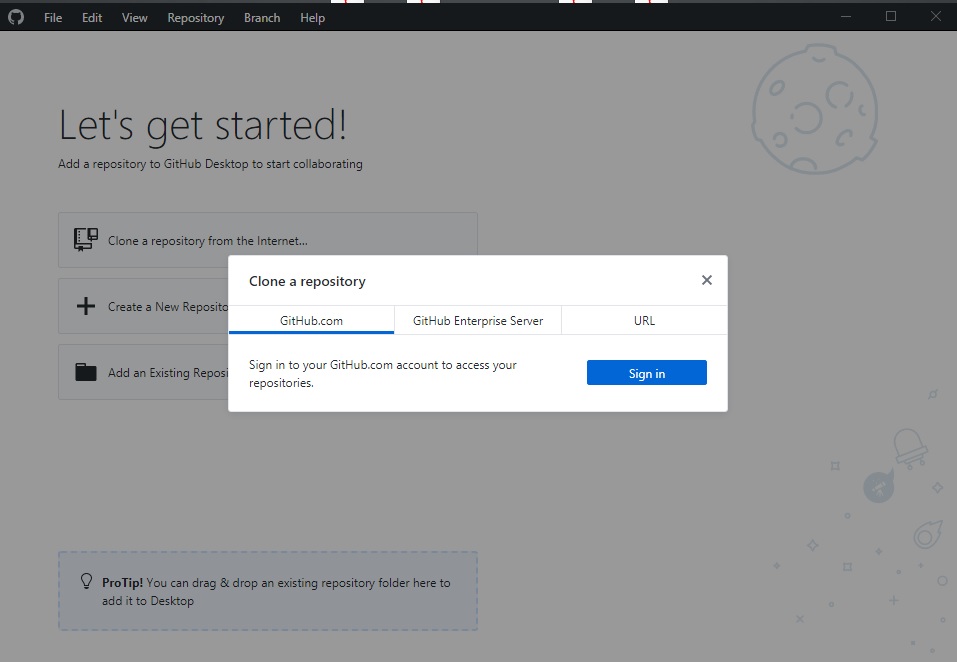 File Edit View Repository Branch Help
Let's get started!
Add a repository to GitHub Desktop to start collaborating
Clone a repository from the Internet...
Create a New Reposito
Add an Existing Reposi
Clone a repository
GitHub.com GitHub Enterprise Server URL
Sign in to your GitHub.com account to access your
repositories.
Sign in
ProTip! You can drag & drop an existing repository folder here to
add it to Desktop